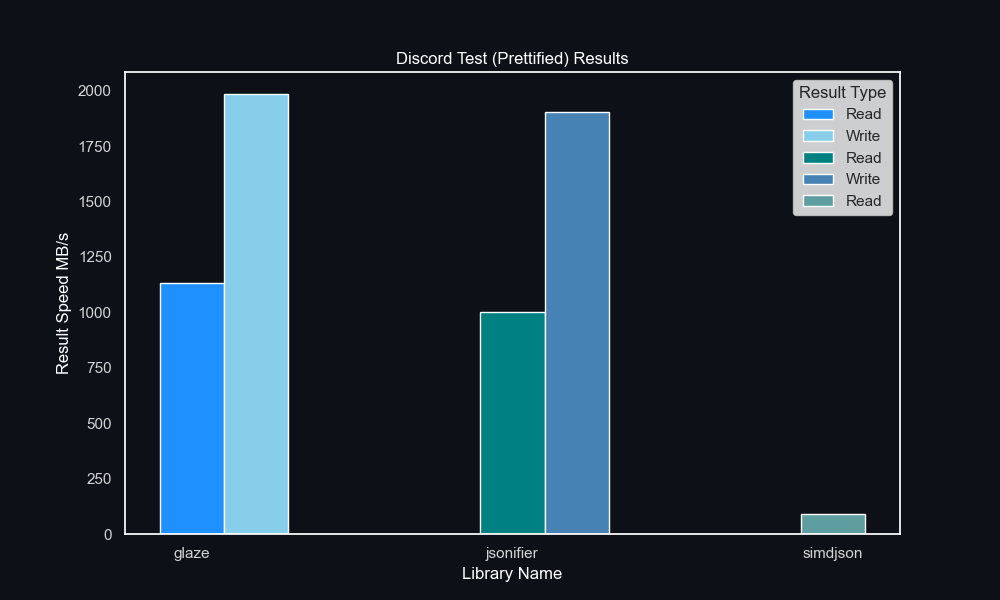 Discord Test (Prettified) Results
Result Type
Read
Write
Read
Write
Read
Result Speed MB/s
2000
1750
1500
1250
1000
750
500
250
0
glaze
jsonifier
simdjson
Library Name